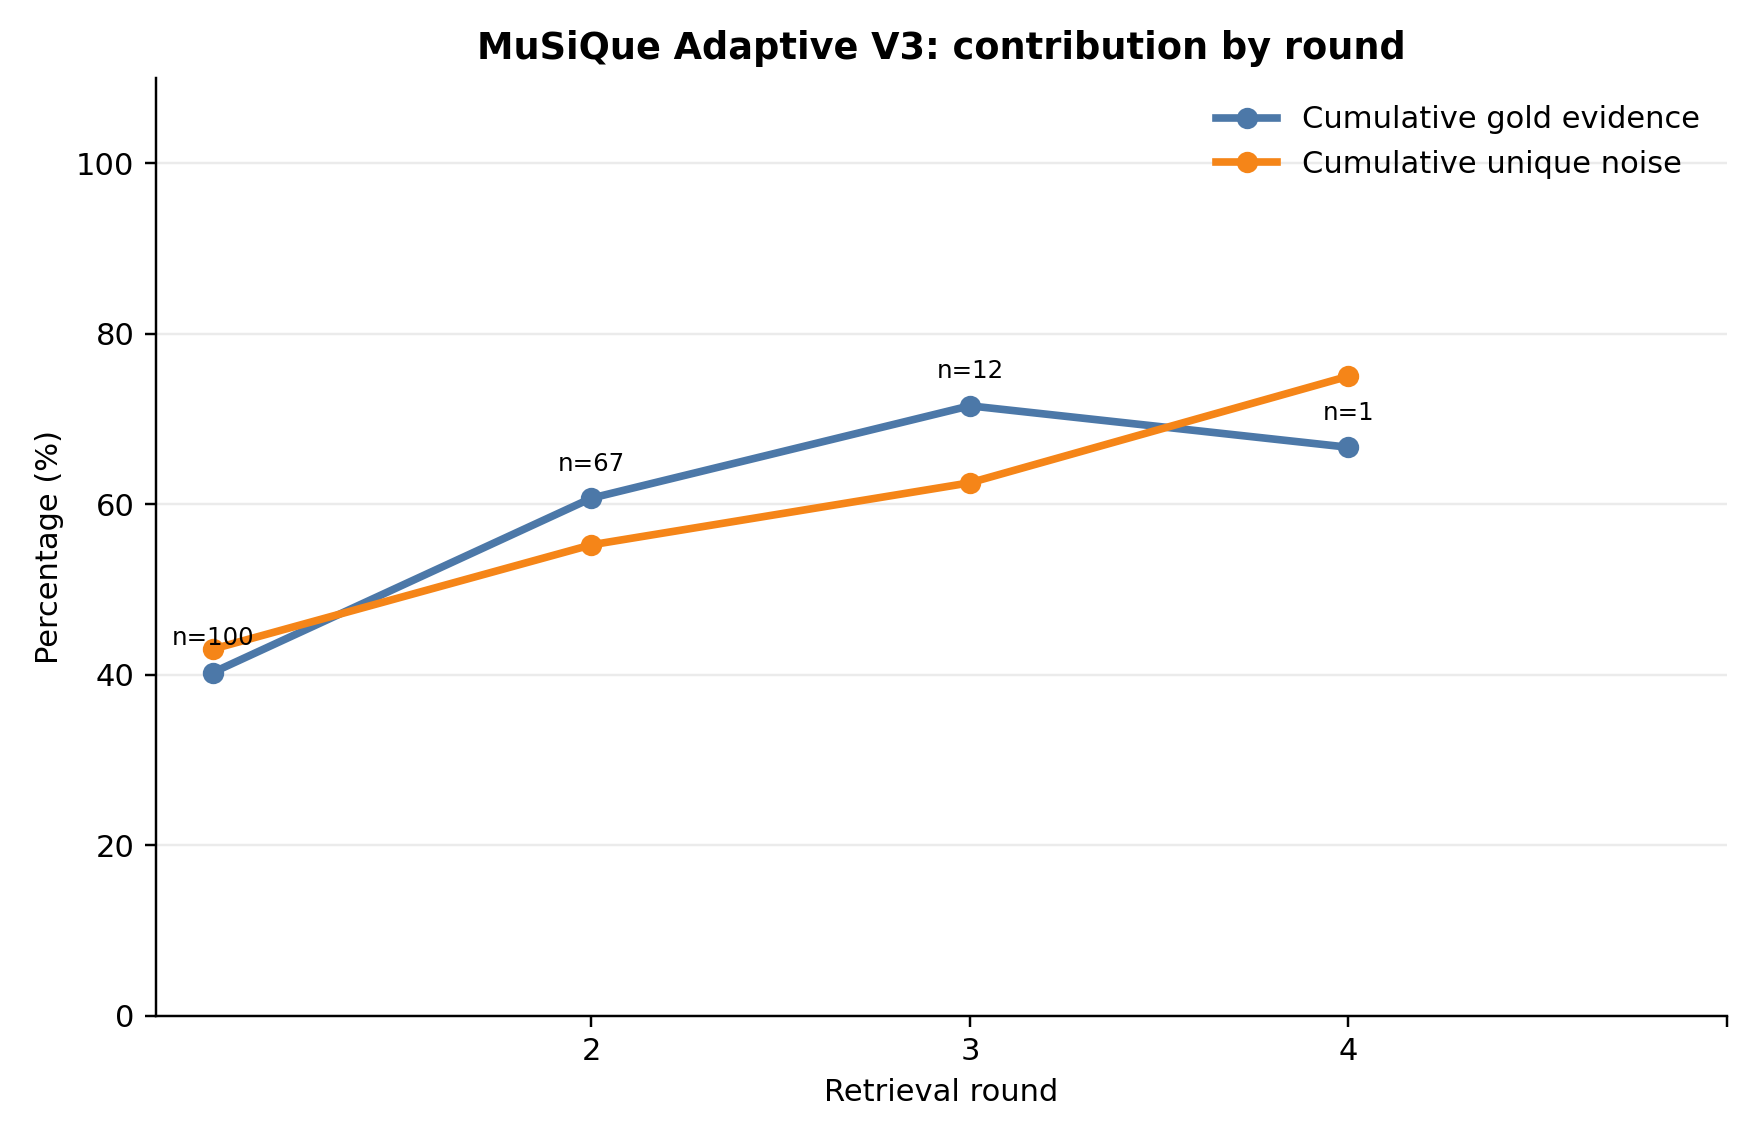 MuSiQue Adaptive V3: contribution by round
Cumulative gold evidence
Cumulative unique noise
Percentage (%)
100
80
60
40
20
0
n=100
n=67
n=12
n=1
2
3
4
Retrieval round